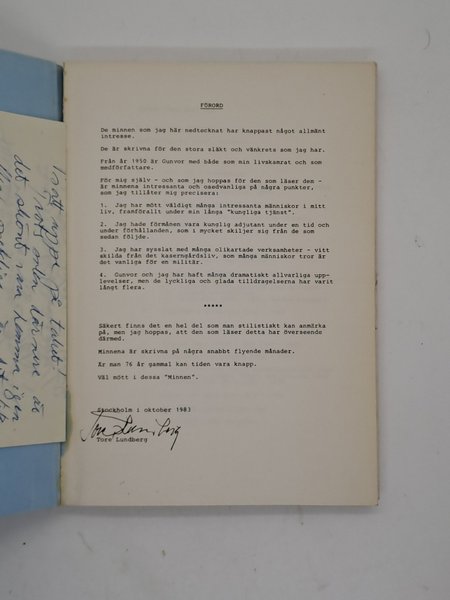 FÖRORD
De minnen som jag här nedtecknat har knappast något allmänt
intresse.
De är skrivna för den stora släkt och vänkrets som jag har.
Från år 1950 är Gunvor med både som min livskamrat och som
medförfattare.
För mig själv - och som jag hoppas för den som läser dem -
är minnena intressanta och osedvanliga på några punkter,
som jag tillåter mig precisera:
1. Jag har mött väldigt många intressanta människor i mitt
liv, framförallt under min långa "kungliga tjänst".
2. Jag hade förmånen vara kunglig adjutant under en tid och
under förhållanden, som i mycket skiljer sig från de som
sedan följde.
3. Jag har sysslat med många olikartade verksamheter - vitt
skilda från det kaserngårdsliv, som många människor tror är
det vanliga för en militär.
4. Gunvor och jag har haft många dramatiskt allvarliga upp-
levelser, men de lyckliga och glada tilldragelserna har varit
långt flera.
*****
Säkert finns det en hel del som man stilistiskt kan anmärka
på, men jag hoppas, att den som läser detta har överseende
därmed.
Minnena är skrivna på några snabbt flyende månader.
Är man 76 år gammal kan tiden vara knapp.
Väl mött i dessa "Minnen".
Stockholm i oktober 1983
Tore Lundberg
Tore Lundberg